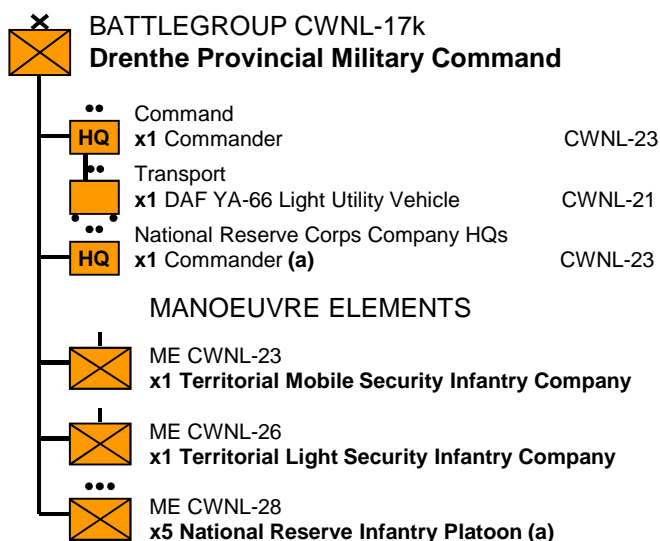 BATTLEGROUP CWNL-17k
Drenthe Provincial Military Command
Command
HQ x1 Commander CWNL-23
Transport
x1 DAF YA-66 Light Utility Vehicle CWNL-21
National Reserve Corps Company HQs
HQ x1 Commander (a) CWNL-23
MANOEUVRE ELEMENTS
ME CWNL-23
x1 Territorial Mobile Security Infantry Company
ME CWNL-26
x1 Territorial Light Security Infantry Company
ME CWNL-28
x5 National Reserve Infantry Platoon (a)